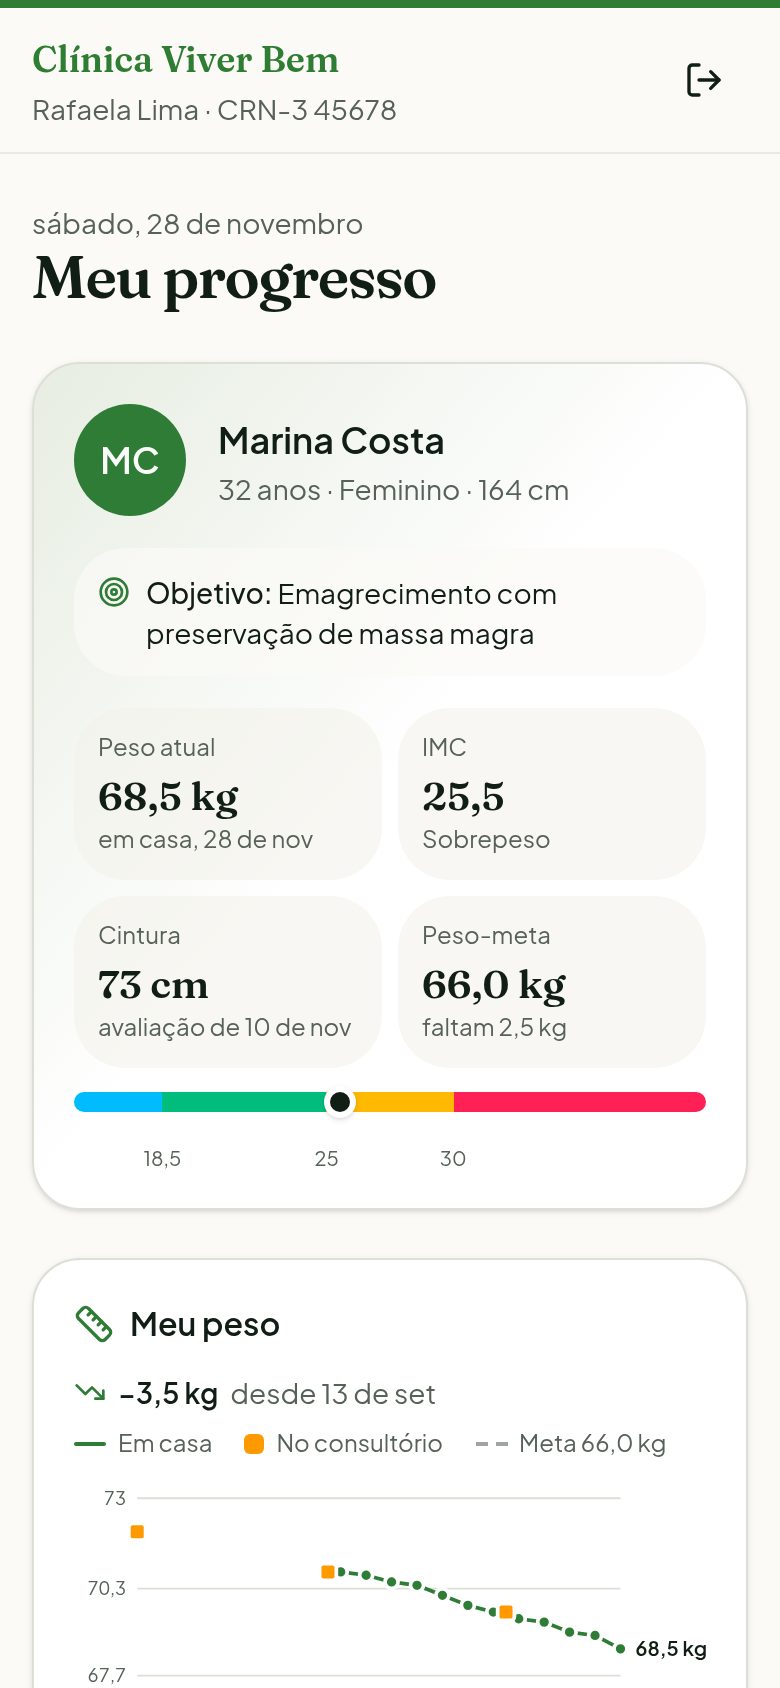 Clínica Viver Bem
Rafaela Lima · CRN-3 45678
sábado, 28 de novembro
Meu progresso
MC
Marina Costa
32 anos · Feminino · 164 cm
Objetivo: Emagrecimento com
preservação de massa magra
Peso atual
68,5 kg
em casa, 28 de nov
IMC
25,5
Sobrepeso
Cintura
73 cm
avaliação de 10 de nov
Peso-meta
66,0 kg
faltam 2,5 kg
18,5 25 30
Meu peso
−3,5 kg desde 13 de set
Em casa No consultório Meta 66,0 kg
73
70,3
68,5 kg
67,7